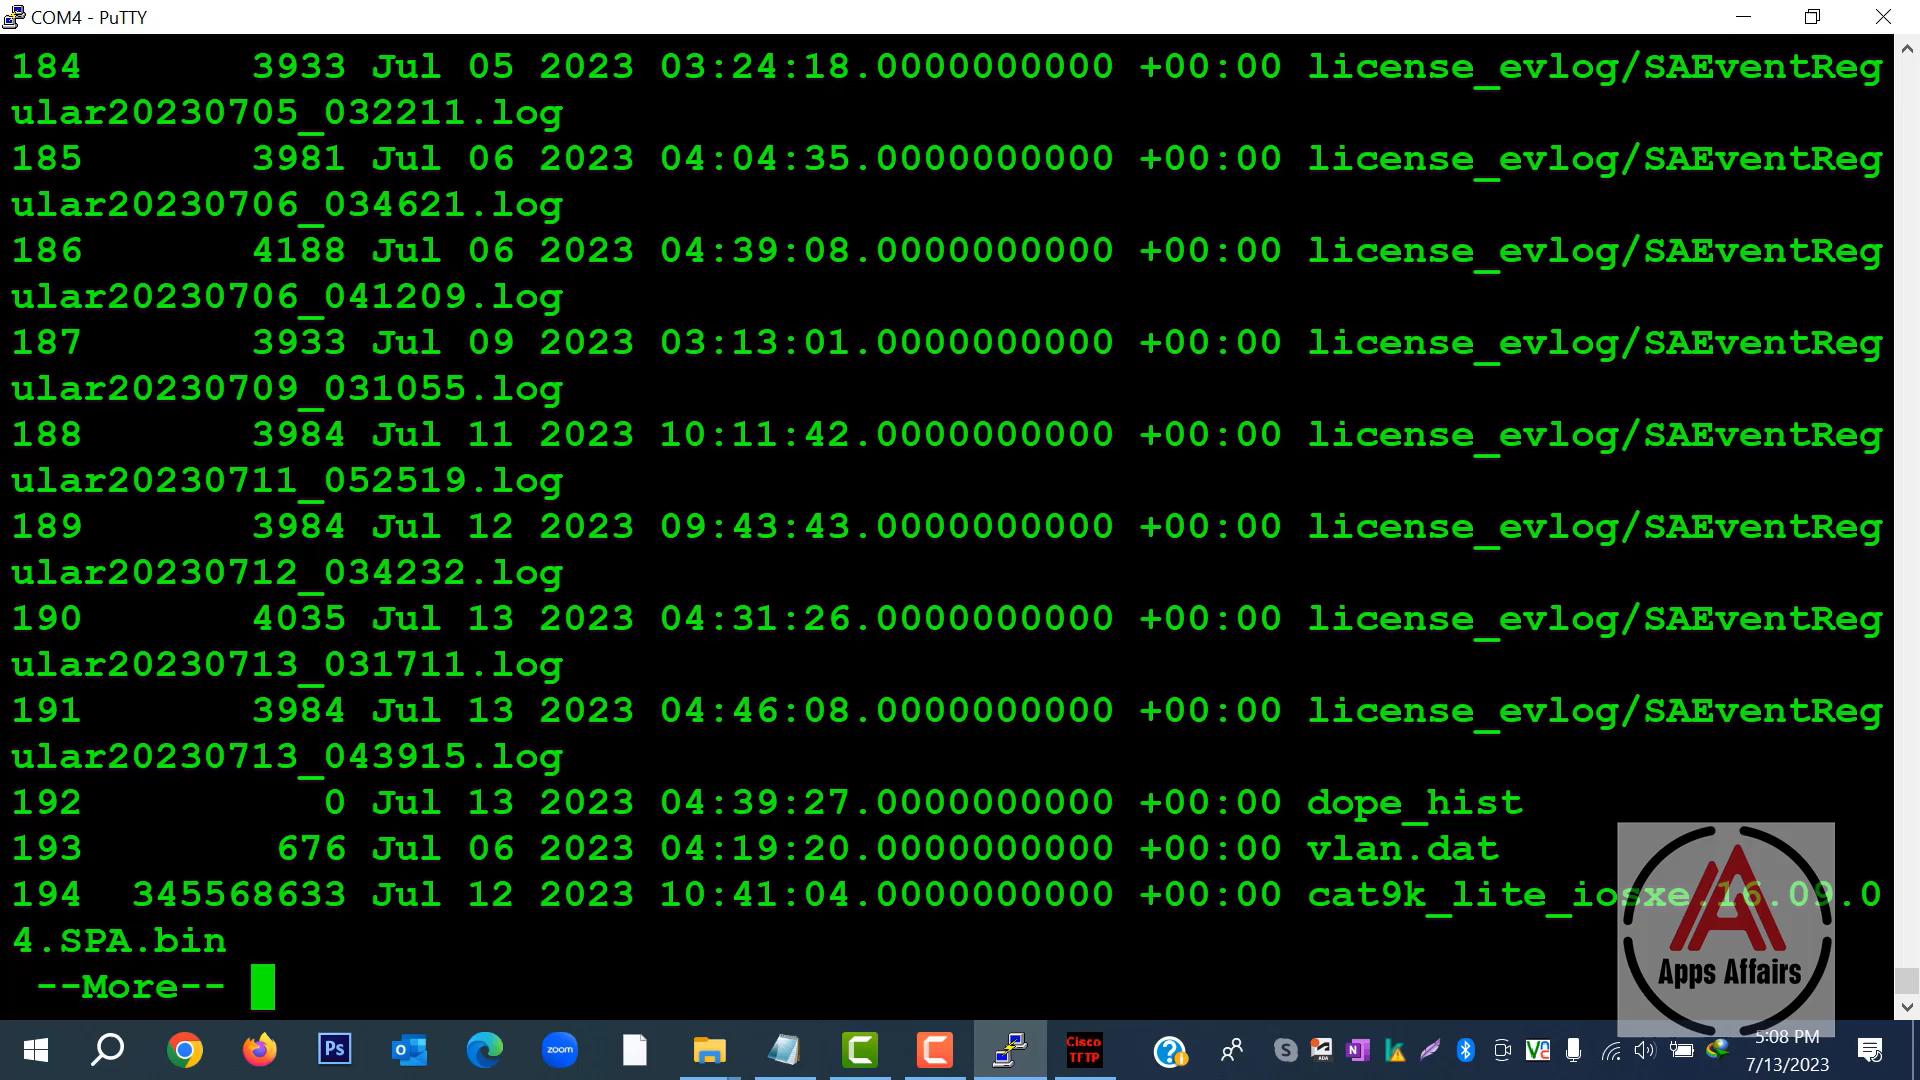 COM4 - PuTTY
184       3933 Jul 05 2023 03:24:18.0000000000 +00:00 license_evlog/SAEventReg
ular20230705_032211.log
185       3981 Jul 06 2023 04:04:35.0000000000 +00:00 license_evlog/SAEventReg
ular20230706_034621.log
186       4188 Jul 06 2023 04:39:08.0000000000 +00:00 license_evlog/SAEventReg
ular20230706_041209.log
187       3933 Jul 09 2023 03:13:01.0000000000 +00:00 license_evlog/SAEventReg
ular20230709_031055.log
188       3984 Jul 11 2023 10:11:42.0000000000 +00:00 license_evlog/SAEventReg
ular20230711_052519.log
189       3984 Jul 12 2023 09:43:43.0000000000 +00:00 license_evlog/SAEventReg
ular20230712_034232.log
190       4035 Jul 13 2023 04:31:26.0000000000 +00:00 license_evlog/SAEventReg
ular20230713_031711.log
191       3984 Jul 13 2023 04:46:08.0000000000 +00:00 license_evlog/SAEventReg
ular20230713_043915.log
192          0 Jul 13 2023 04:39:27.0000000000 +00:00 dope_hist
193        676 Jul 06 2023 04:19:20.0000000000 +00:00 vlan.dat
194  345568633 Jul 12 2023 10:41:04.0000000000 +00:00 cat9k_lite_iosxe.16.09.0
4.SPA.bin
--More--
Apps Affairs
Ps
zoom
Cisco
TFTP
5:08 PM
7/13/2023